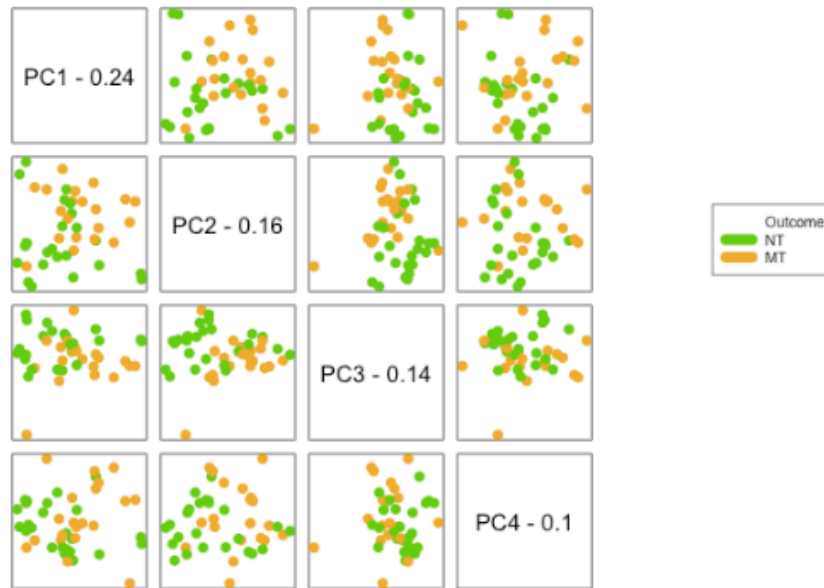 PC1 - 0.24
PC2 - 0.16
Outcome
NT
MT
PC3 - 0.14
PC4 - 0.1